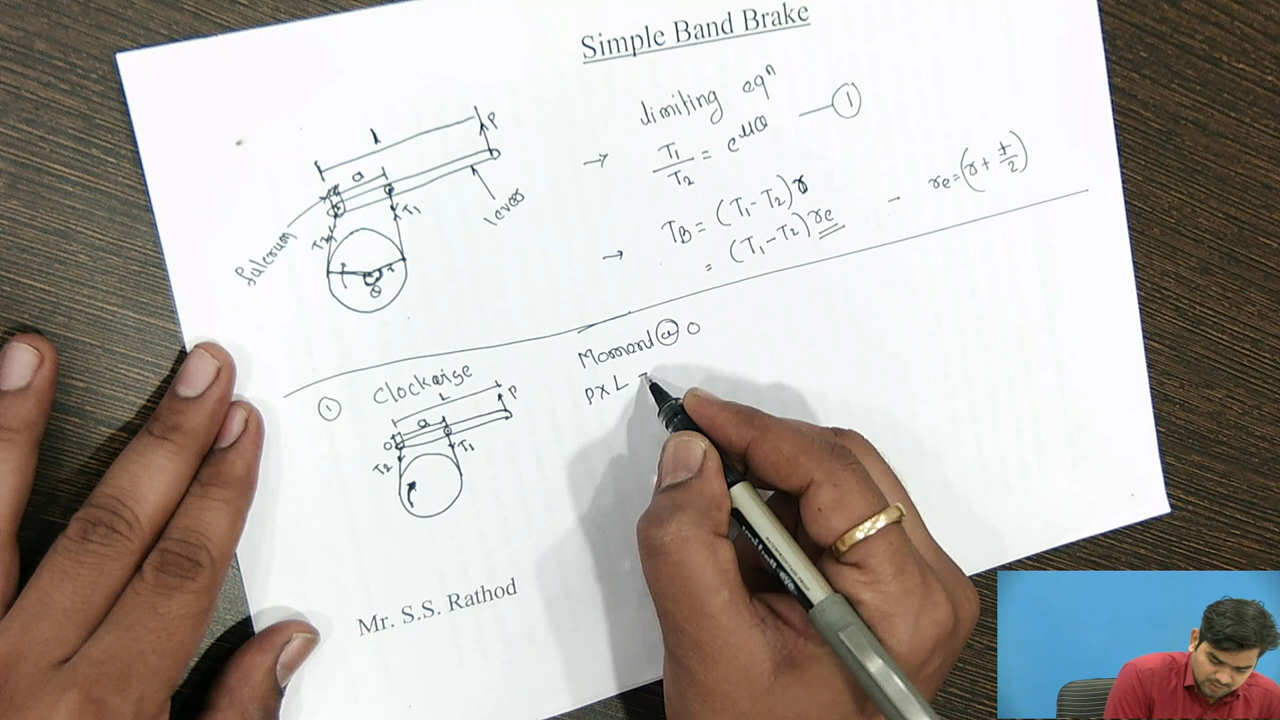 Simple Band Brake
limiting eqⁿ
→ T₁/T₂ = e^μθ — ①
→ T_B = (T₁-T₂)r
= (T₁-T₂)re - re = (r + t/2)
l
P
a
T₁
lever
T₂
fulcrum
r
θ
① Clockwise
L
P
a
O
T₂
T₁
Moment @ O
P×L
Mr. S.S. Rathod